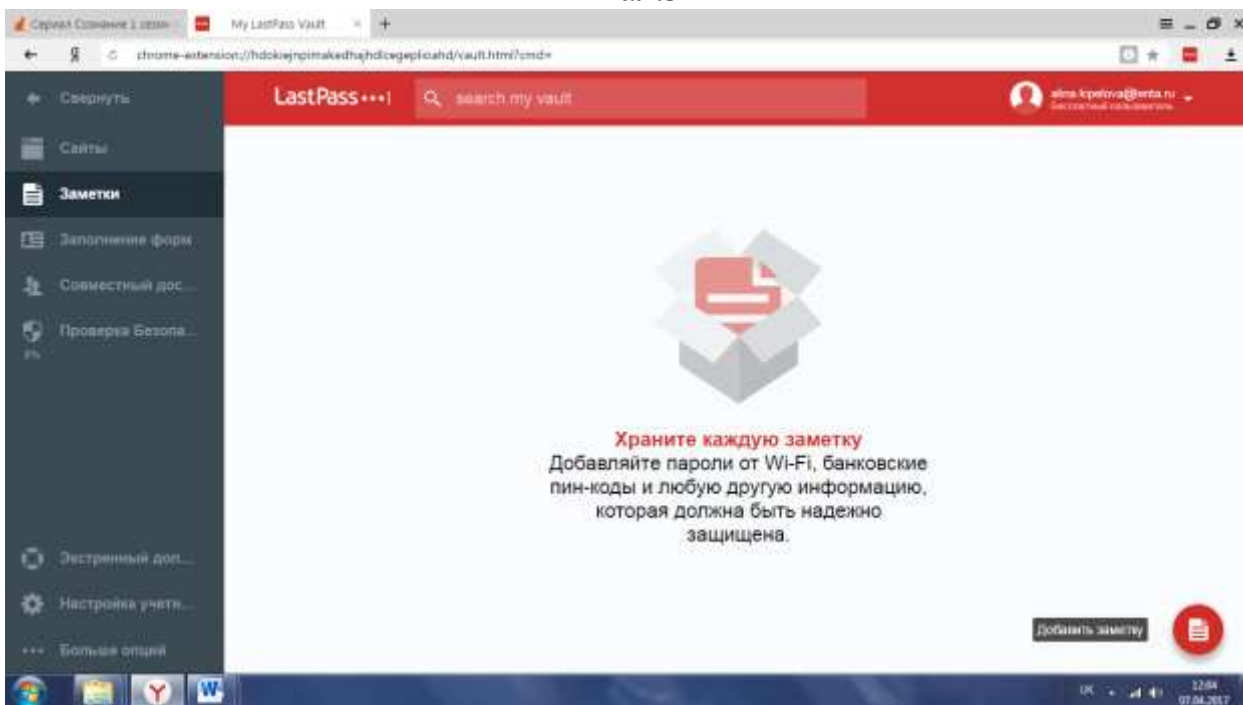 My LastPass Vault
Свернуть
LastPass
search my vault
Сайты
Заметки
Заполнение форм
Совместный дос...
Проверка Безопа...
Храните каждую заметку
Добавляйте пароли от Wi-Fi, банковские
пин-коды и любую другую информацию,
которая должна быть надежно
защищена.
Экстренный доп...
Настройка учетн...
Больше опций
Добавить заметку
UK
12:04
07.04.2017